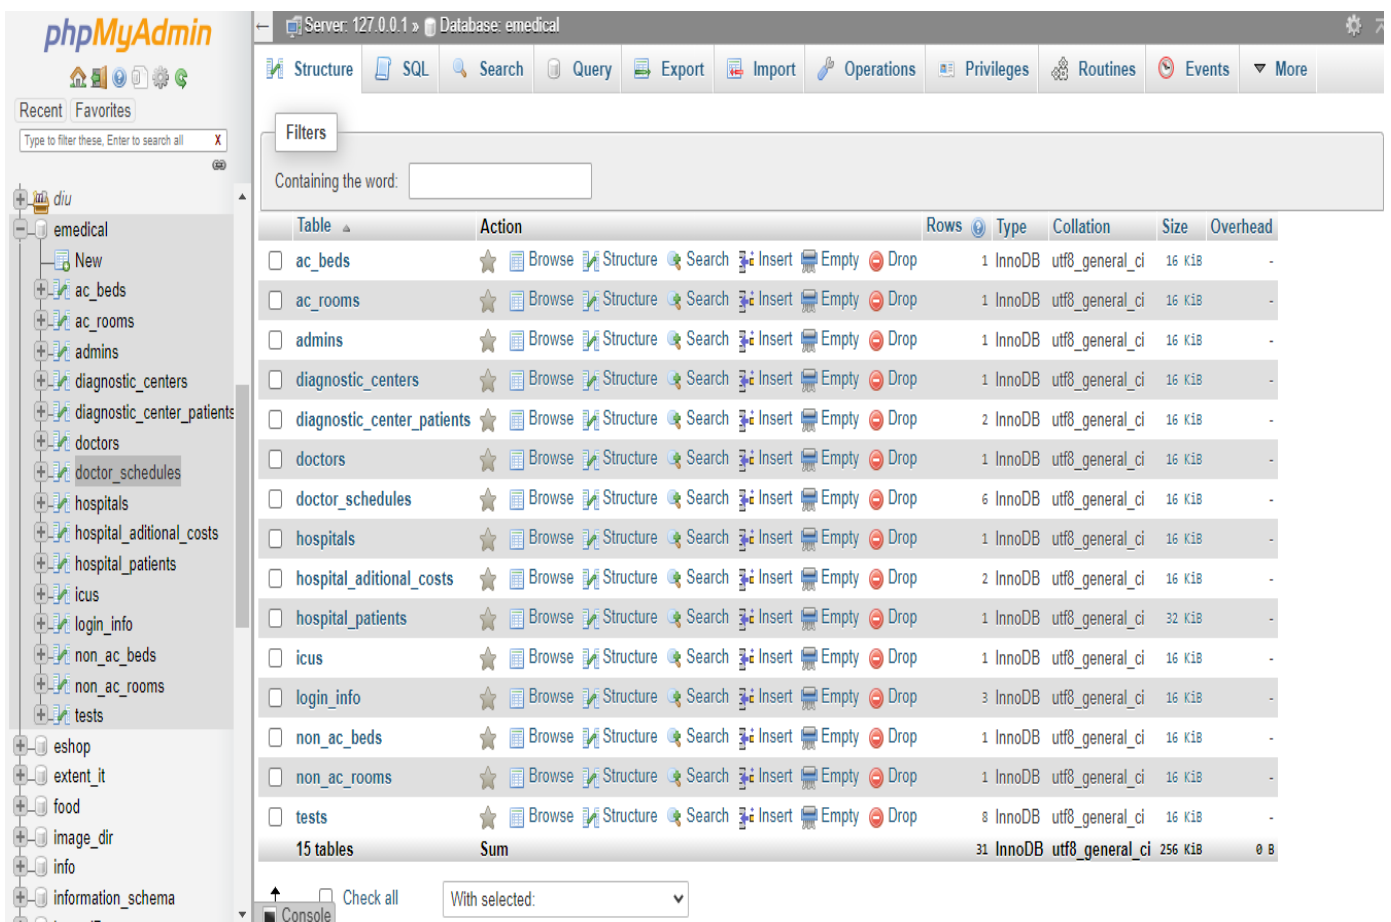 phpMyAdmin
Recent Favorites
Type to filter these, Enter to search all X
diu
emedical
New
ac_beds
ac_rooms
admins
diagnostic_centers
diagnostic_center_patients
doctors
doctor_schedules
hospitals
hospital_aditional_costs
hospital_patients
icus
login_info
non_ac_beds
non_ac_rooms
tests
eshop
extent_it
food
image_dir
info
information_schema
Server: 127.0.0.1 » Database: emedical
Structure SQL Search Query Export Import Operations Privileges Routines Events More
Filters
Containing the word:
Table Action Rows Type Collation Size Overhead
ac_beds Browse Structure Search Insert Empty Drop 1 InnoDB utf8_general_ci 16 KiB -
ac_rooms Browse Structure Search Insert Empty Drop 1 InnoDB utf8_general_ci 16 KiB -
admins Browse Structure Search Insert Empty Drop 1 InnoDB utf8_general_ci 16 KiB -
diagnostic_centers Browse Structure Search Insert Empty Drop 1 InnoDB utf8_general_ci 16 KiB -
diagnostic_center_patients Browse Structure Search Insert Empty Drop 2 InnoDB utf8_general_ci 16 KiB -
doctors Browse Structure Search Insert Empty Drop 1 InnoDB utf8_general_ci 16 KiB -
doctor_schedules Browse Structure Search Insert Empty Drop 6 InnoDB utf8_general_ci 16 KiB -
hospitals Browse Structure Search Insert Empty Drop 1 InnoDB utf8_general_ci 16 KiB -
hospital_aditional_costs Browse Structure Search Insert Empty Drop 2 InnoDB utf8_general_ci 16 KiB -
hospital_patients Browse Structure Search Insert Empty Drop 1 InnoDB utf8_general_ci 32 KiB -
icus Browse Structure Search Insert Empty Drop 1 InnoDB utf8_general_ci 16 KiB -
login_info Browse Structure Search Insert Empty Drop 3 InnoDB utf8_general_ci 16 KiB -
non_ac_beds Browse Structure Search Insert Empty Drop 1 InnoDB utf8_general_ci 16 KiB -
non_ac_rooms Browse Structure Search Insert Empty Drop 1 InnoDB utf8_general_ci 16 KiB -
tests Browse Structure Search Insert Empty Drop 8 InnoDB utf8_general_ci 16 KiB -
15 tables Sum 31 InnoDB utf8_general_ci 256 KiB 0 B
Check all With selected:
Console